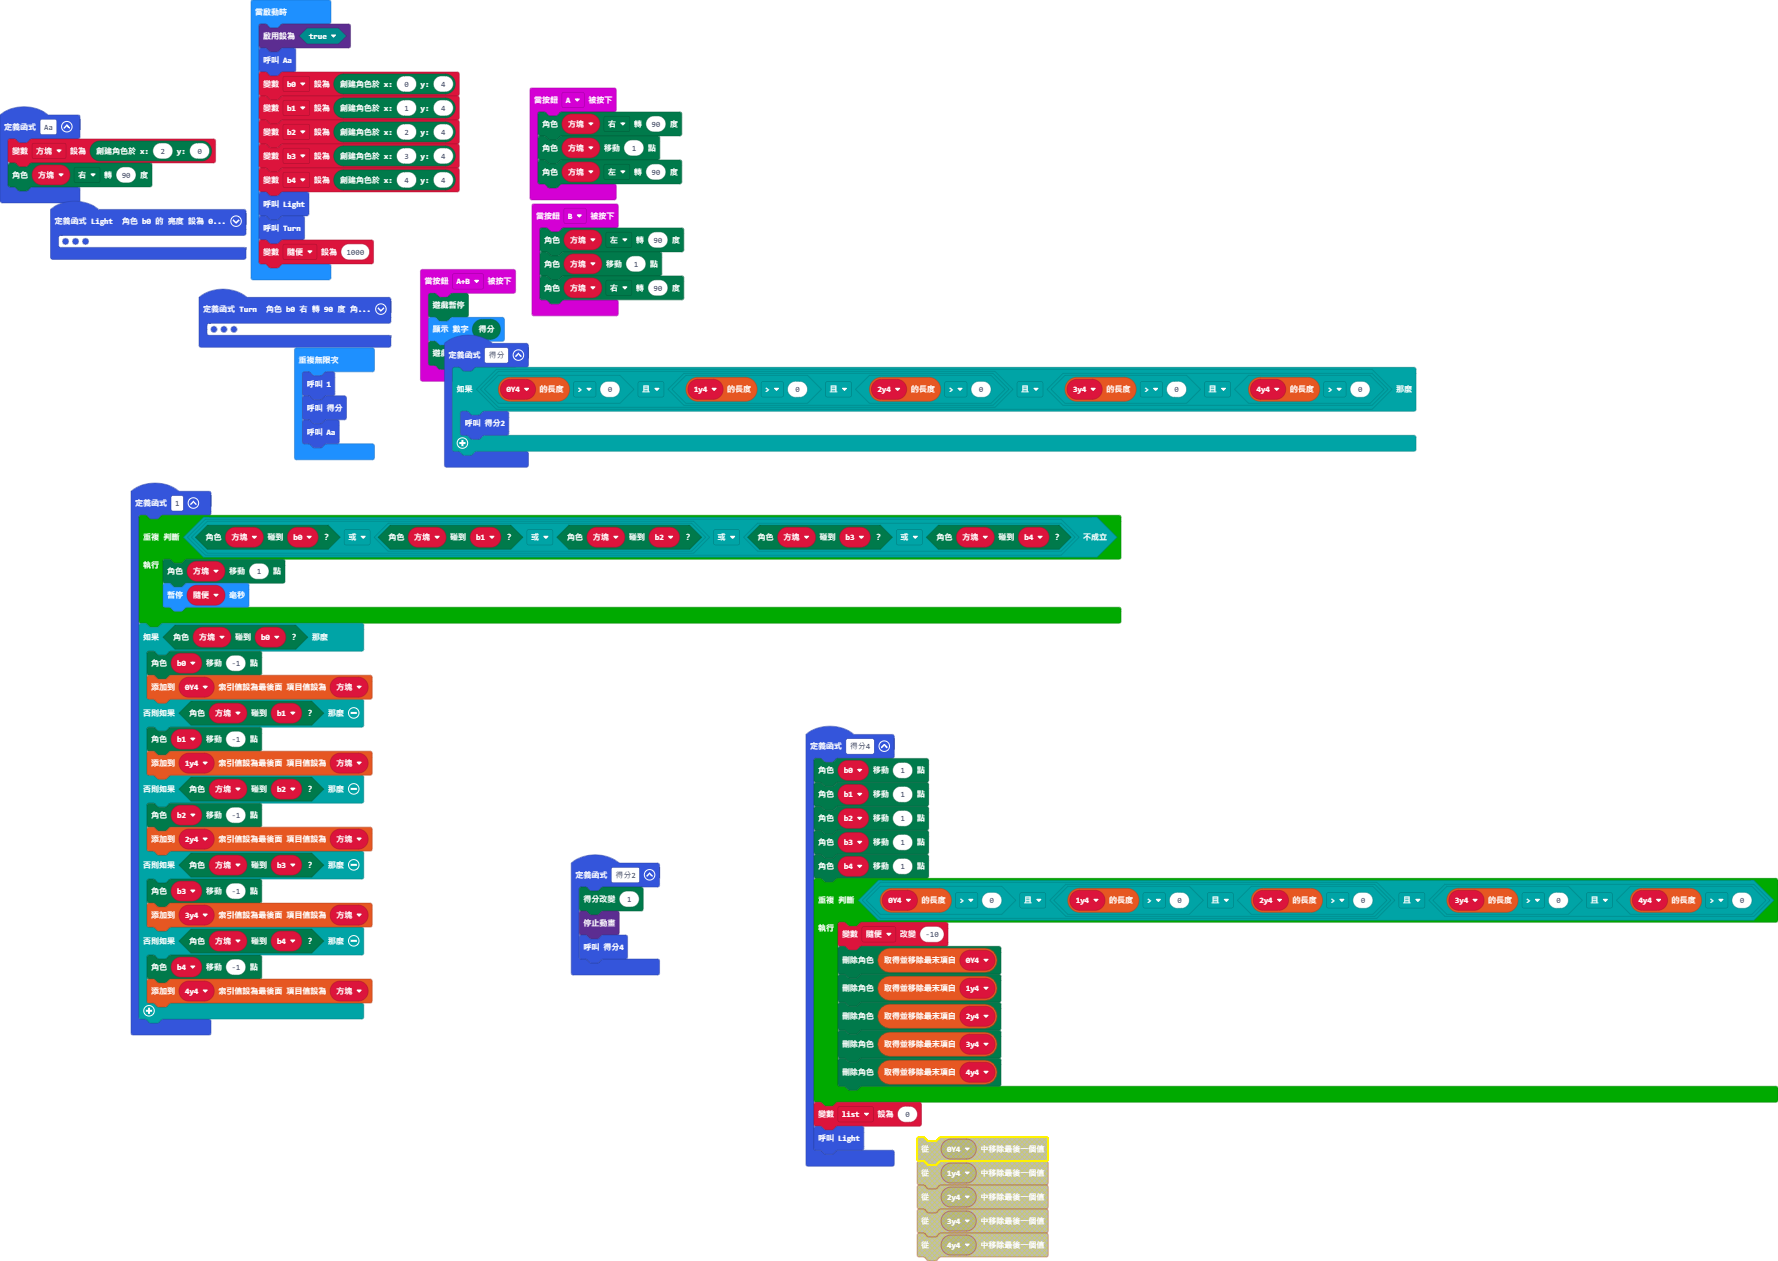 當啟動時
啟用設為 true
呼叫 Aa
變數 b0 設為 創建角色於 x: 0 y: 4
變數 b1 設為 創建角色於 x: 1 y: 4
變數 b2 設為 創建角色於 x: 2 y: 4
變數 b3 設為 創建角色於 x: 3 y: 4
變數 b4 設為 創建角色於 x: 4 y: 4
呼叫 Light
呼叫 Turn
變數 隨便 設為 1000
定義函式 Aa
變數 方塊 設為 創建角色於 x: 2 y: 0
角色 方塊 右 轉 90 度
定義函式 Light 角色 b0 的 亮度 設為 0...
當按鈕 A 被按下
角色 方塊 右 轉 90 度
角色 方塊 移動 1 點
角色 方塊 左 轉 90 度
當按鈕 B 被按下
角色 方塊 左 轉 90 度
角色 方塊 移動 1 點
角色 方塊 右 轉 90 度
當按鈕 A+B 被按下
遊戲暫停
顯示 數字 得分
定義函式 Turn 角色 b0 右 轉 90 度 角...
重複無限次
呼叫 1
呼叫 得分
呼叫 Aa
定義函式 得分
如果 0Y4 的長度 > 0 且 1y4 的長度 > 0 且 2y4 的長度 > 0 且 3y4 的長度 > 0 且 4y4 的長度 > 0 那麼
呼叫 得分2
定義函式 1
重複 判斷 角色 方塊 碰到 b0 ? 或 角色 方塊 碰到 b1 ? 或 角色 方塊 碰到 b2 ? 或 角色 方塊 碰到 b3 ? 或 角色 方塊 碰到 b4 ? 不成立
執行 角色 方塊 移動 1 點
暫停 隨便 毫秒
如果 角色 方塊 碰到 b0 ? 那麼
角色 b0 移動 -1 點
添加到 0Y4 索引值設為最後面 項目值設為 方塊
否則如果 角色 方塊 碰到 b1 ? 那麼
角色 b1 移動 -1 點
添加到 1y4 索引值設為最後面 項目值設為 方塊
否則如果 角色 方塊 碰到 b2 ? 那麼
角色 b2 移動 -1 點
添加到 2y4 索引值設為最後面 項目值設為 方塊
否則如果 角色 方塊 碰到 b3 ? 那麼
角色 b3 移動 -1 點
添加到 3y4 索引值設為最後面 項目值設為 方塊
否則如果 角色 方塊 碰到 b4 ? 那麼
角色 b4 移動 -1 點
添加到 4y4 索引值設為最後面 項目值設為 方塊
定義函式 得分2
得分改變 1
停止動畫
呼叫 得分4
定義函式 得分4
角色 b0 移動 1 點
角色 b1 移動 1 點
角色 b2 移動 1 點
角色 b3 移動 1 點
角色 b4 移動 1 點
重複 判斷 0Y4 的長度 > 0 且 1y4 的長度 > 0 且 2y4 的長度 > 0 且 3y4 的長度 > 0 且 4y4 的長度 > 0
執行 變數 隨便 改變 -10
刪除角色 取得並移除最末項自 0Y4
刪除角色 取得並移除最末項自 1y4
刪除角色 取得並移除最末項自 2y4
刪除角色 取得並移除最末項自 3y4
刪除角色 取得並移除最末項自 4y4
變數 list 設為 0
呼叫 Light
從 0Y4 中移除最後一個值
從 1y4 中移除最後一個值
從 2y4 中移除最後一個值
從 3y4 中移除最後一個值
從 4y4 中移除最後一個值